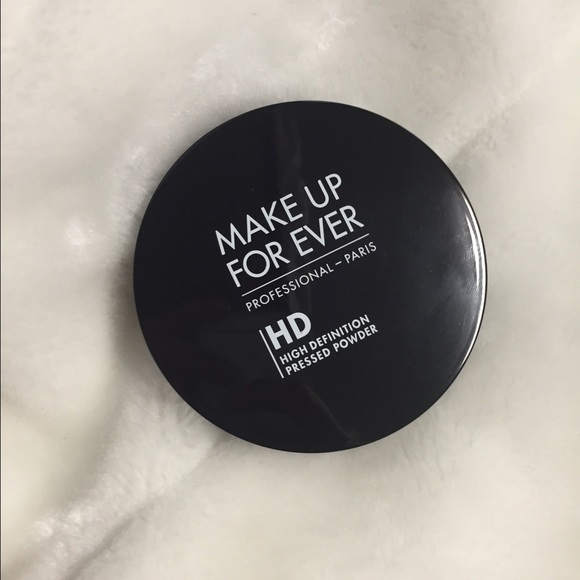 MAKE UP
FOR EVER
PROFESSIONAL – PARIS
HD
HIGH DEFINITION
PRESSED POWDER